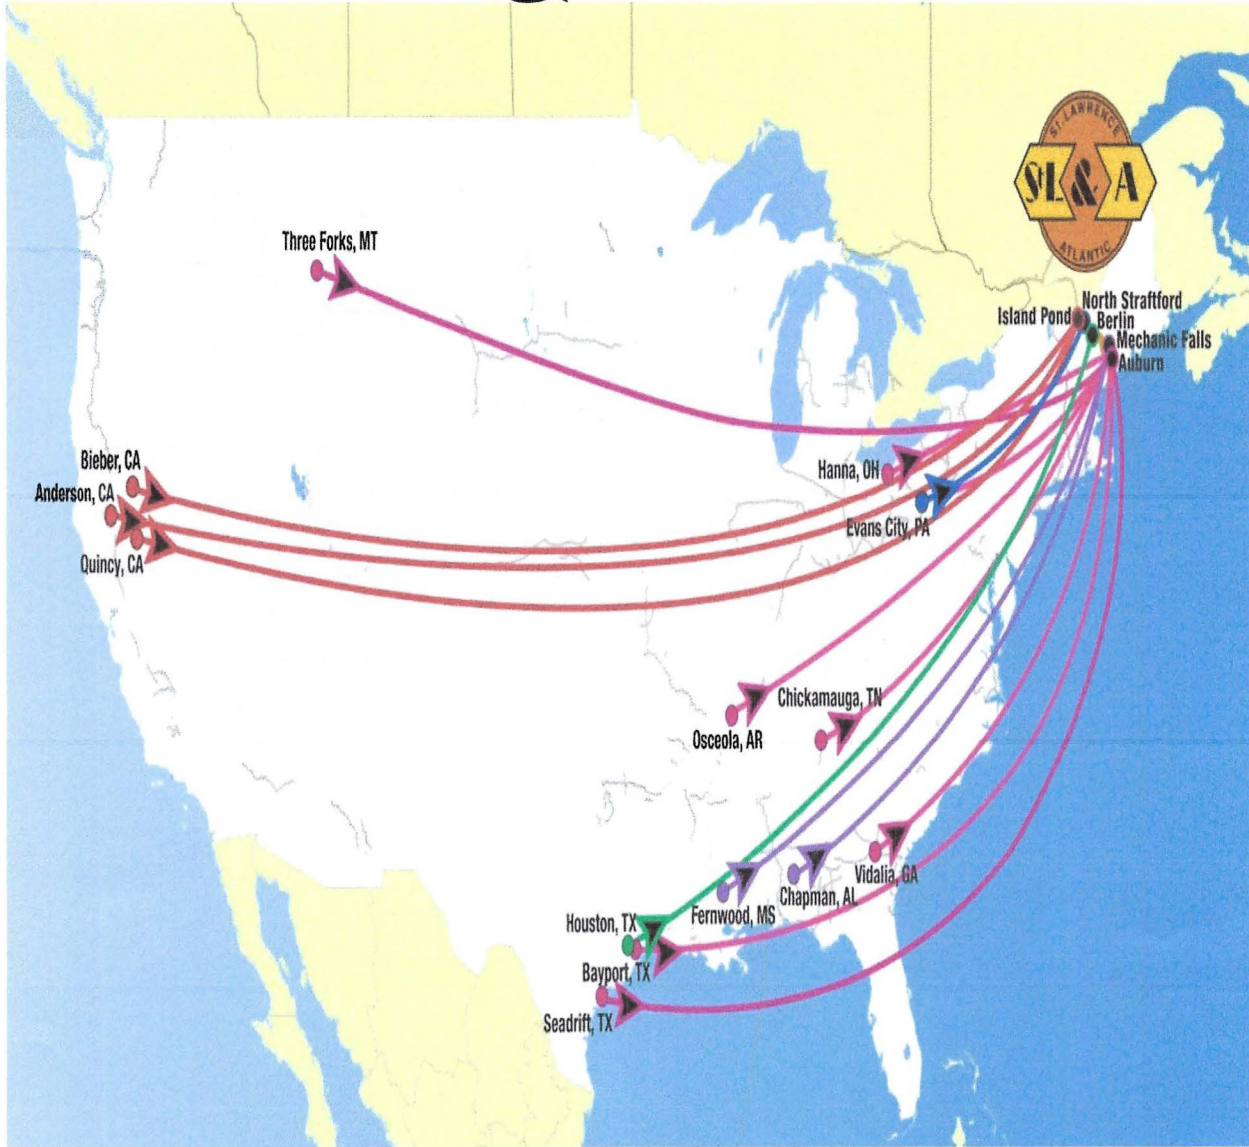 ST. LAWRENCE
StL & A
ATLANTIC
Three Forks, MT
North Straftford
Island Pond
Berlin
Mechanic Falls
Auburn
Bieber, CA
Hanna, OH
Anderson, CA
Evans City, PA
Quincy, CA
Chickamauga, TN
Osceola, AR
Vidalia, GA
Chapman, AL
Fernwood, MS
Houston, TX
Bayport, TX
Seadrift, TX